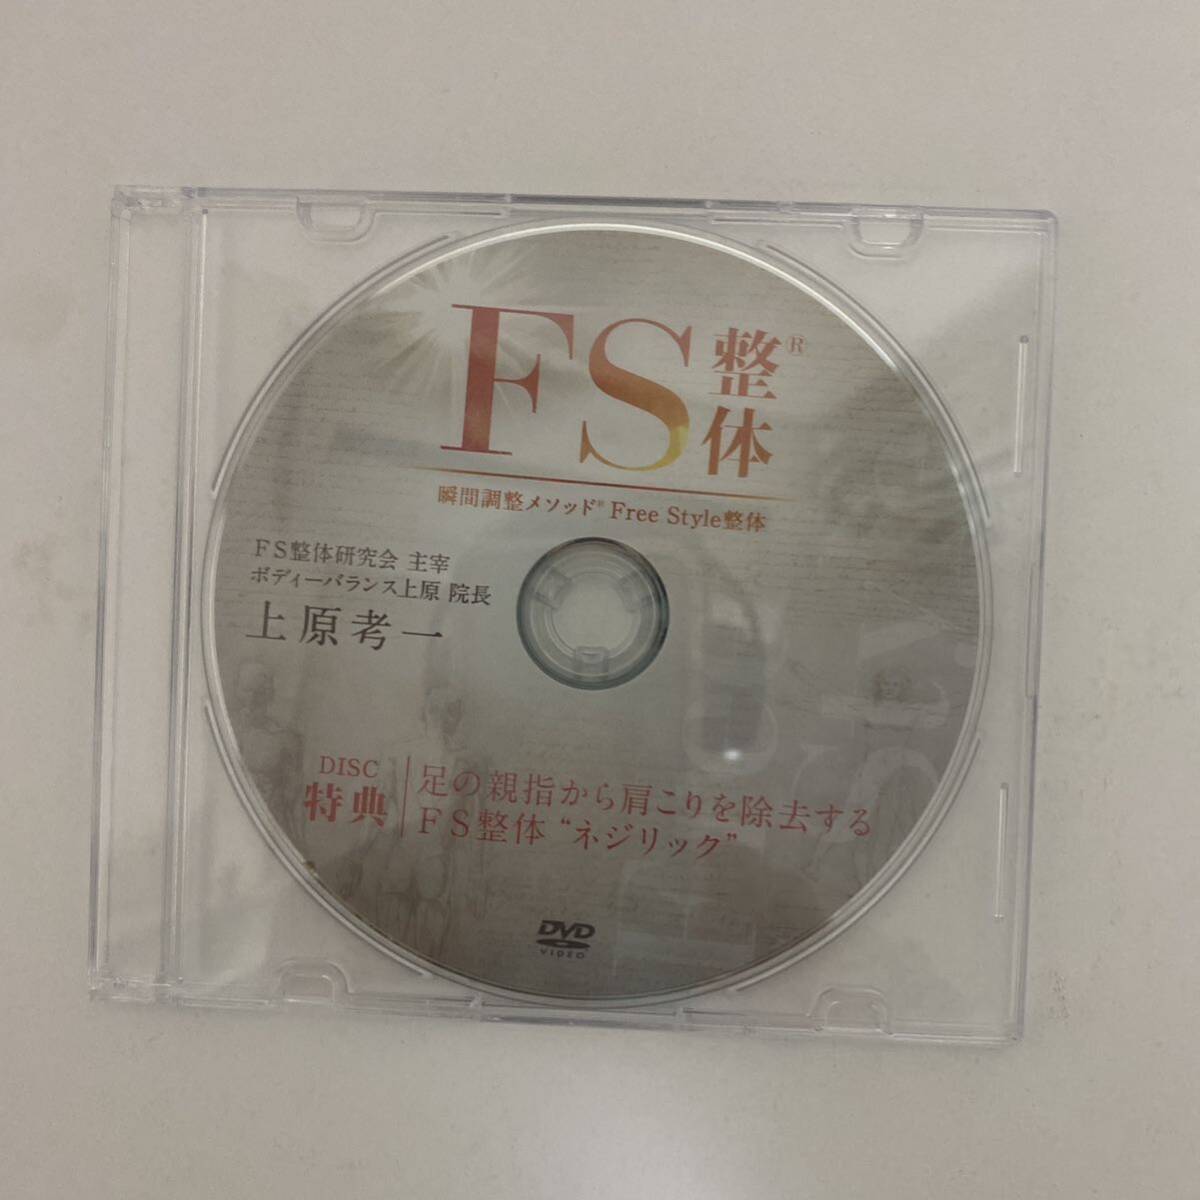 FS整体®
瞬間調整メソッド® Free Style整体
FS整体研究会 主宰
ボディーバランス上原 院長
上原考一
DISC
特典
足の親指から肩こりを除去する
FS整体 “ネジリック”
DVD
VIDEO